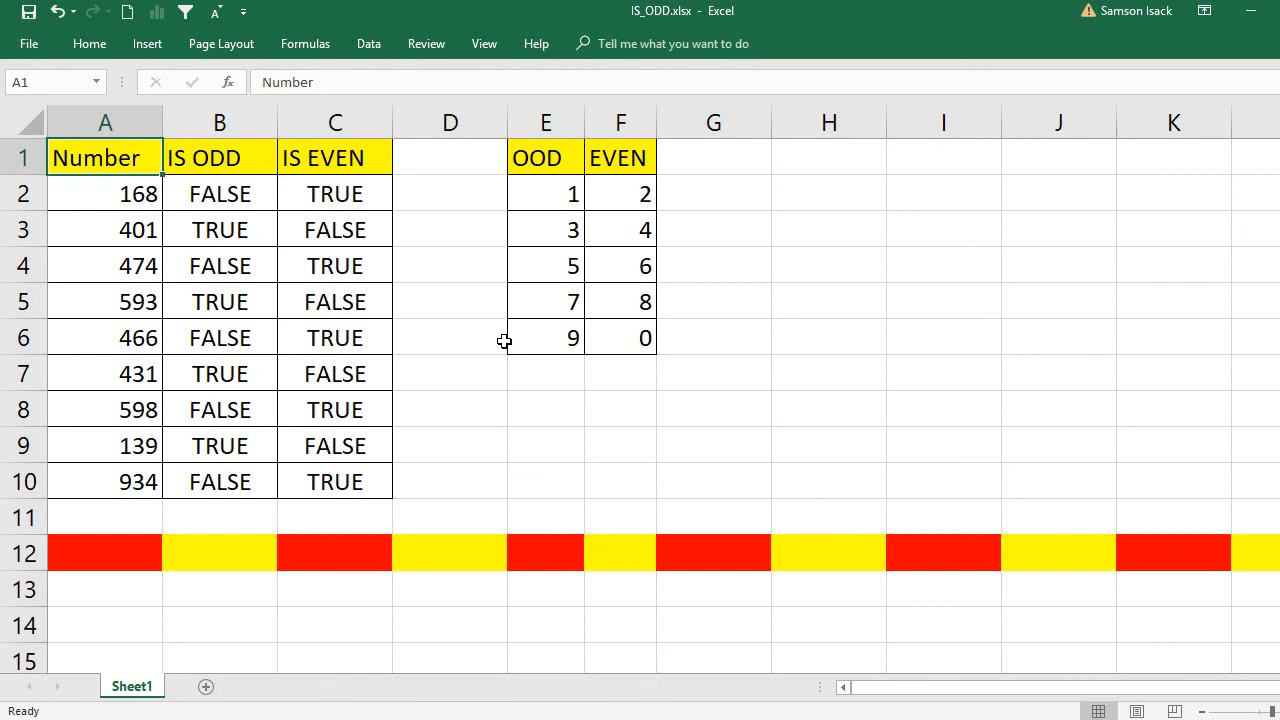 IS_ODD.xlsx - Excel
Samson Isack
File Home Insert Page Layout Formulas Data Review View Help Tell me what you want to do
A1 fx Number
A B C D E F G H I J K
1 Number IS ODD IS EVEN OOD EVEN
2 168 FALSE TRUE 1 2
3 401 TRUE FALSE 3 4
4 474 FALSE TRUE 5 6
5 593 TRUE FALSE 7 8
6 466 FALSE TRUE 9 0
7 431 TRUE FALSE
8 598 FALSE TRUE
9 139 TRUE FALSE
10 934 FALSE TRUE
11
12
13
14
15
Sheet1
Ready